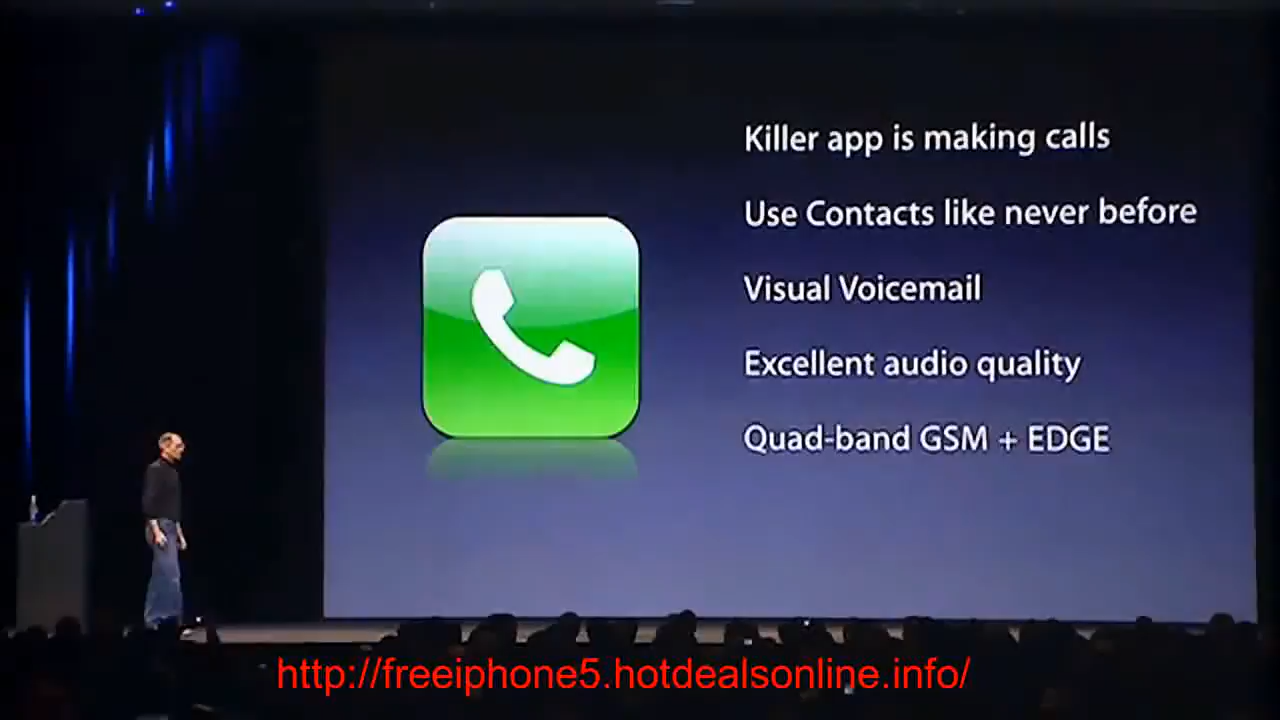 Killer app is making calls
Use Contacts like never before
Visual Voicemail
Excellent audio quality
Quad-band GSM + EDGE
http://freeiphone5.hotdealsonline.info/